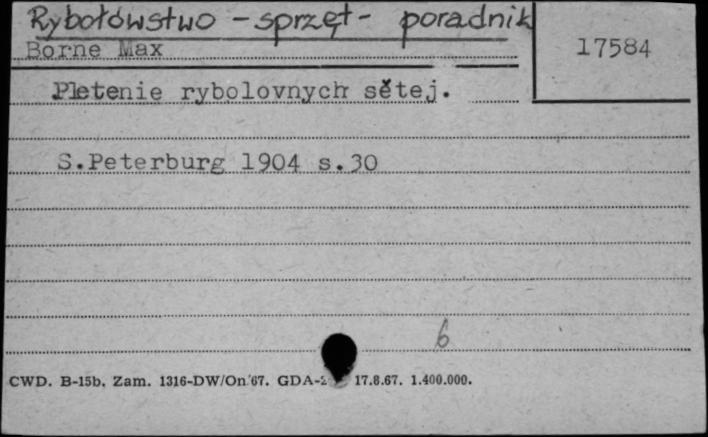 Rybołówstwo - sprzęt - poradnik
Borne Max
17584
Pletenie rybolovnych sětej.
S.Peterburg 1904 s.30
6
CWD. B-15b. Zam. 1316-DW/On.67. GDA- 17.8.67. 1.400.000.